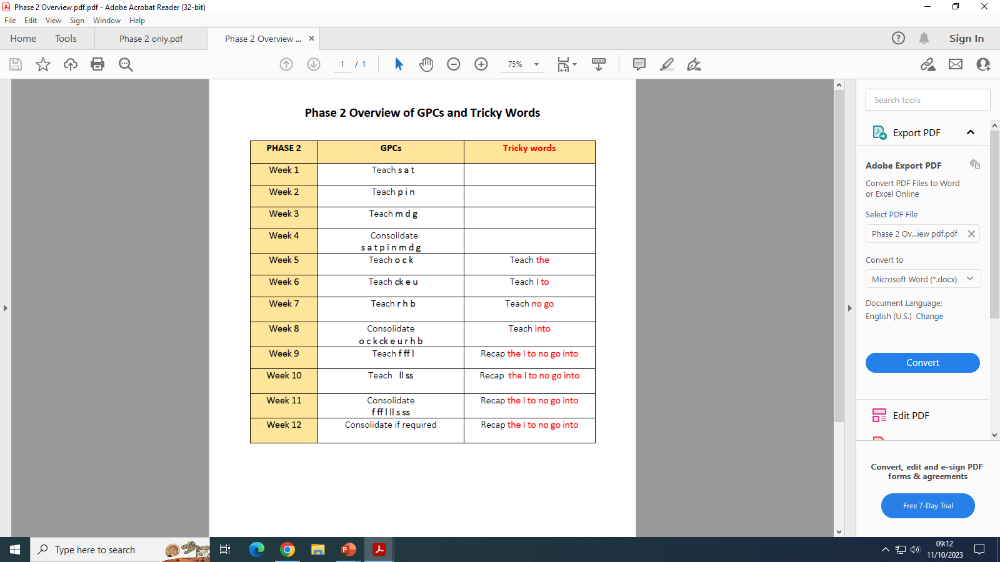 Phase 2 Overview pdf.pdf - Adobe Acrobat Reader (32-bit)
File Edit View Sign Window Help
Home Tools Phase 2 only.pdf Phase 2 Overview ... × Sign In
1 / 1 75%
Phase 2 Overview of GPCs and Tricky Words
PHASE 2 GPCs Tricky words
Week 1 Teach s a t
Week 2 Teach p i n
Week 3 Teach m d g
Week 4 Consolidate
s a t p i n m d g
Week 5 Teach o c k Teach the
Week 6 Teach ck e u Teach I to
Week 7 Teach r h b Teach no go
Week 8 Consolidate Teach into
o c k ck e u r h b
Week 9 Teach f ff l Recap the I to no go into
Week 10 Teach ll ss Recap the I to no go into
Week 11 Consolidate Recap the I to no go into
f ff l ll s ss
Week 12 Consolidate if required Recap the I to no go into
Search tools
Export PDF
Adobe Export PDF
Convert PDF Files to Word
or Excel Online
Select PDF File
Phase 2 Ov...iew pdf.pdf
Convert to
Microsoft Word (*.docx)
Document Language:
English (U.S.) Change
Convert
Edit PDF
Convert, edit and e-sign PDF
forms & agreements
Free 7-Day Trial
Type here to search
09:12
11/10/2023